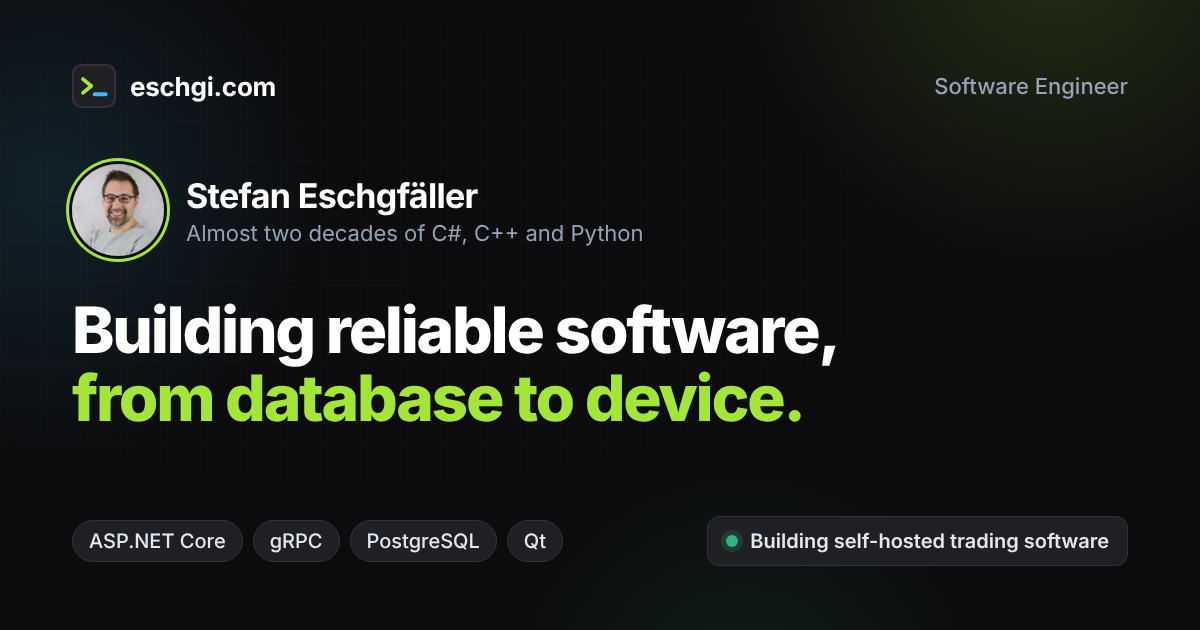 eschgi.com
Software Engineer
Stefan Eschgfäller
Almost two decades of C#, C++ and Python
Building reliable software,
from database to device.
ASP.NET Core
gRPC
PostgreSQL
Qt
Building self-hosted trading software